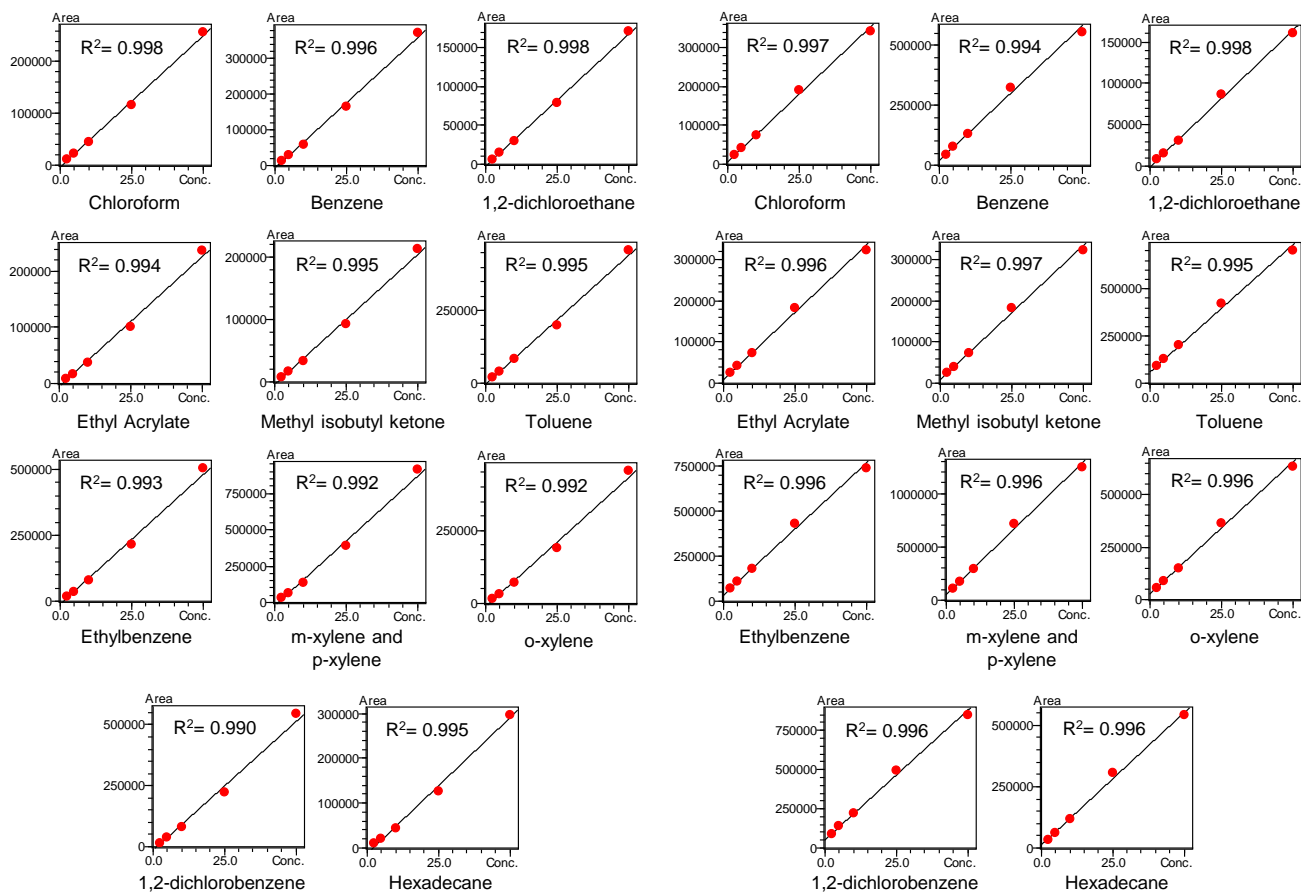 Area
R²= 0.998
200000
100000
0
0.0 25.0 Conc.
Chloroform
Area
R²= 0.996
300000
200000
100000
0
0.0 25.0 Conc.
Benzene
Area
R²= 0.998
150000
100000
50000
0
0.0 25.0 Conc.
1,2-dichloroethane
Area
R²= 0.997
300000
200000
100000
0
0.0 25.0 Conc.
Chloroform
Area
R²= 0.994
500000
250000
0
0.0 25.0 Conc.
Benzene
Area
R²= 0.998
150000
100000
50000
0
0.0 25.0 Conc.
1,2-dichloroethane
Area
R²= 0.994
200000
100000
0
0.0 25.0 Conc.
Ethyl Acrylate
Area
R²= 0.995
200000
100000
0
0.0 25.0 Conc.
Methyl isobutyl ketone
Area
R²= 0.995
250000
0
0.0 25.0 Conc.
Toluene
Area
R²= 0.996
300000
200000
100000
0
0.0 25.0 Conc.
Ethyl Acrylate
Area
R²= 0.997
300000
200000
100000
0
0.0 25.0 Conc.
Methyl isobutyl ketone
Area
R²= 0.995
500000
250000
0
0.0 25.0 Conc.
Toluene
Area
R²= 0.993
500000
250000
0
0.0 25.0 Conc.
Ethylbenzene
Area
R²= 0.992
750000
500000
250000
0
0.0 25.0 Conc.
m-xylene and
p-xylene
Area
R²= 0.992
250000
0
0.0 25.0 Conc.
o-xylene
Area
R²= 0.996
750000
500000
250000
0
0.0 25.0 Conc.
Ethylbenzene
Area
R²= 0.996
1000000
500000
0
0.0 25.0 Conc.
m-xylene and
p-xylene
Area
R²= 0.996
500000
250000
0
0.0 25.0 Conc.
o-xylene
Area
R²= 0.990
500000
250000
0
0.0 25.0 Conc.
1,2-dichlorobenzene
Area
R²= 0.995
300000
200000
100000
0
0.0 25.0 Conc.
Hexadecane
Area
R²= 0.996
750000
500000
250000
0
0.0 25.0 Conc.
1,2-dichlorobenzene
Area
R²= 0.996
500000
250000
0
0.0 25.0 Conc.
Hexadecane